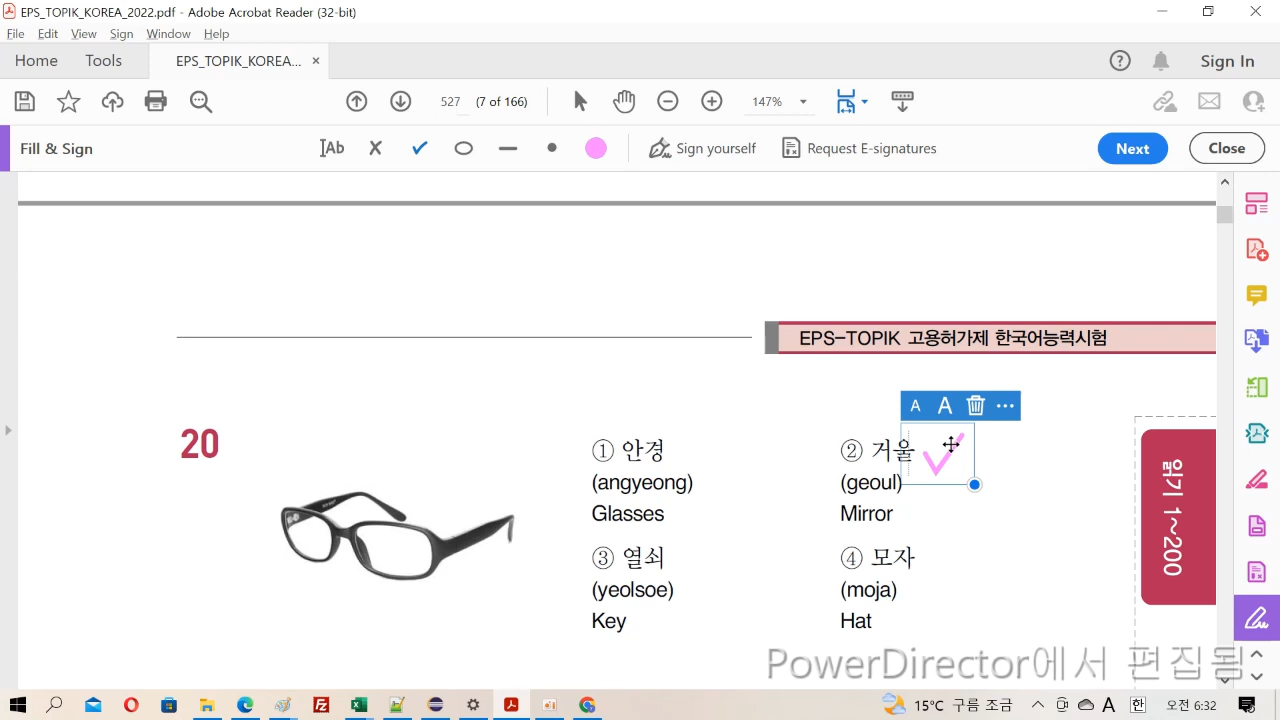 EPS_TOPIK_KOREA_2022.pdf - Adobe Acrobat Reader (32-bit)
File Edit View Sign Window Help
Home Tools EPS_TOPIK_KOREA... × Sign In
527 (7 of 166) 147%
Fill & Sign Ab Sign yourself Request E-signatures Next Close
EPS-TOPIK 고용허가제 한국어능력시험
A A
20
① 안경
(angyeong)
Glasses
② 거울
(geoul)
Mirror
③ 열쇠
(yeolsoe)
Key
④ 모자
(moja)
Hat
읽기 1~200
PowerDirector에서 편집됨
15°C 구름 조금 A 한 오전 6:32